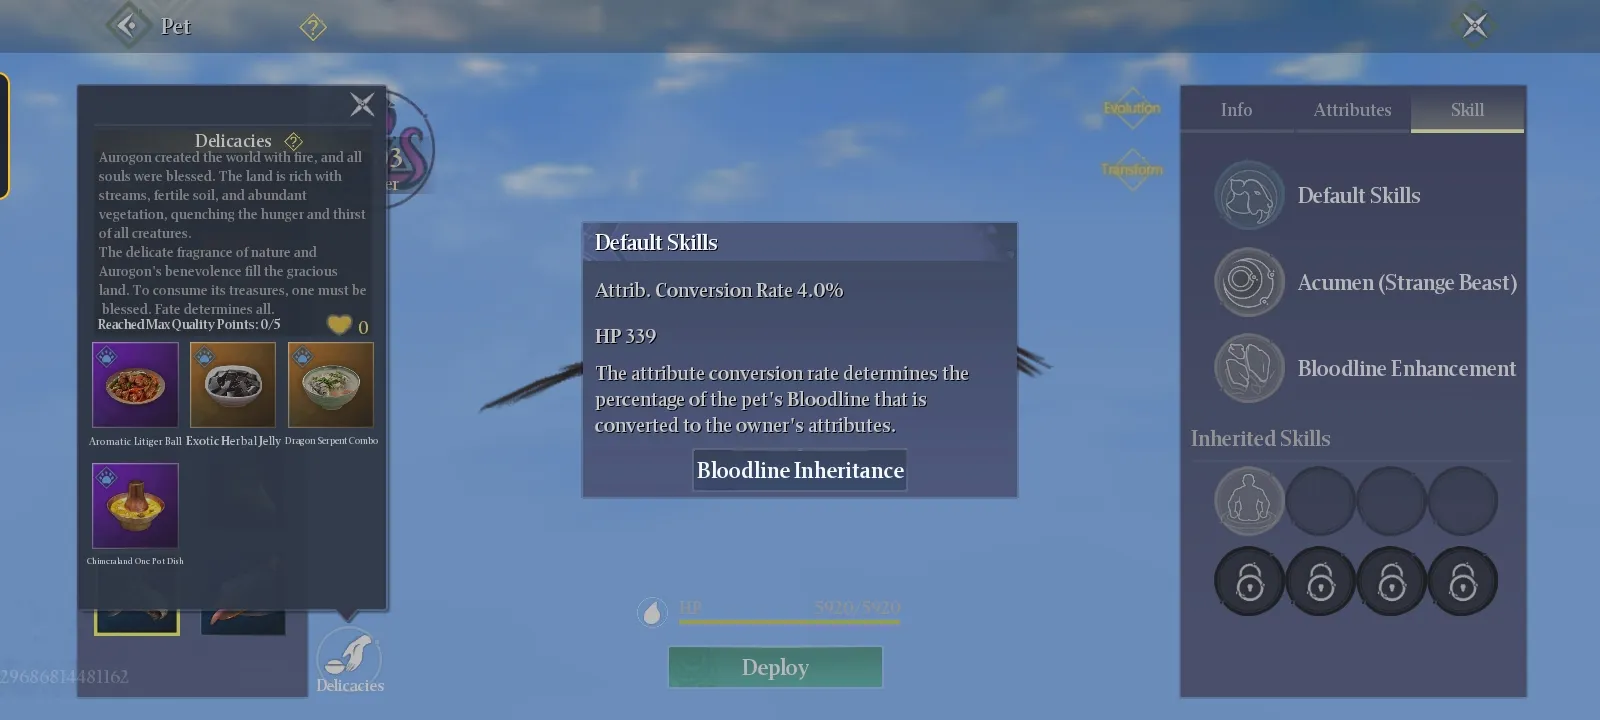 Pet
?
Delicacies ?
Aurogon created the world with fire, and all
souls were blessed. The land is rich with
streams, fertile soil, and abundant
vegetation, quenching the hunger and thirst
of all creatures.
The delicate fragrance of nature and
Aurogon's benevolence fill the gracious
land. To consume its treasures, one must be
blessed. Fate determines all.
Reached Max Quality Points: 0/5
0
Aromatic Litiger Ball
Exotic Herbal Jelly
Dragon Serpent Combo
Chimeraland One Pot Dish
29686814481162
Delicacies
Default Skills
Attrib. Conversion Rate 4.0%
HP 339
The attribute conversion rate determines the
percentage of the pet's Bloodline that is
converted to the owner's attributes.
Bloodline Inheritance
HP 5920/5920
Deploy
Evolution
Transform
Info Attributes Skill
Default Skills
Acumen (Strange Beast)
Bloodline Enhancement
Inherited Skills